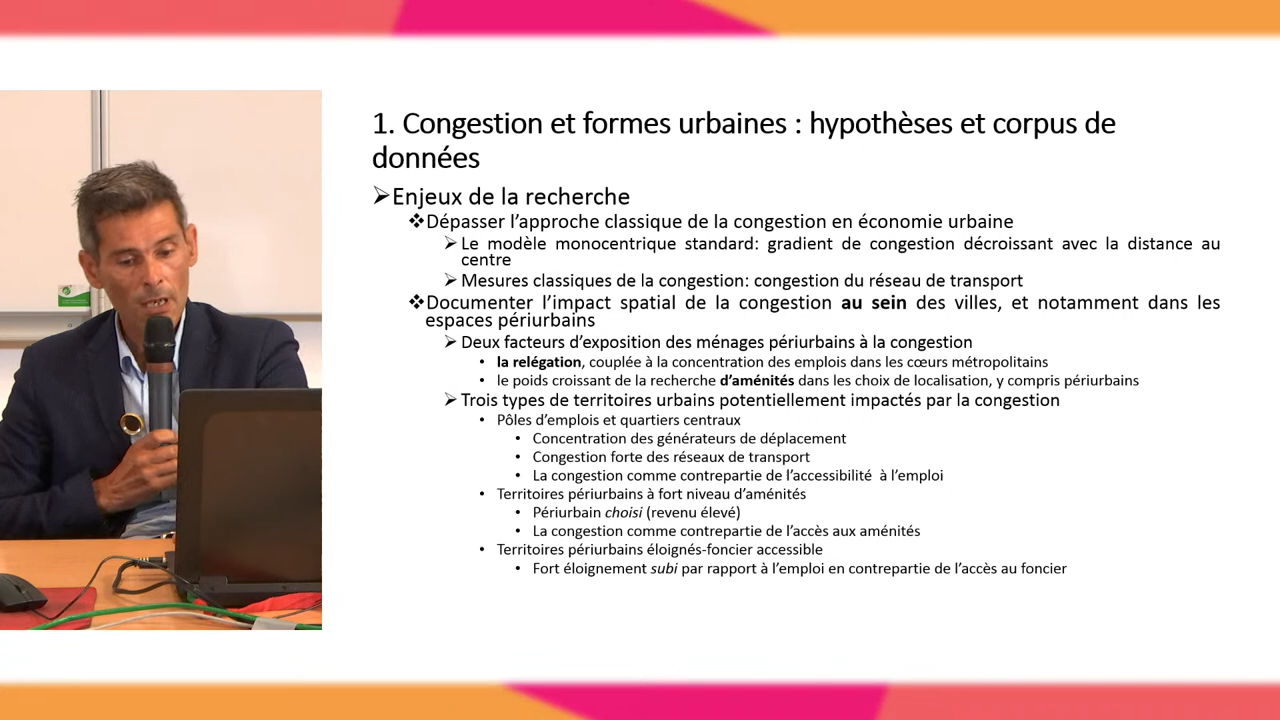 1. Congestion et formes urbaines : hypothèses et corpus de
données
Enjeux de la recherche
Dépasser l'approche classique de la congestion en économie urbaine
Le modèle monocentrique standard: gradient de congestion décroissant avec la distance au
centre
Mesures classiques de la congestion: congestion du réseau de transport
Documenter l'impact spatial de la congestion au sein des villes, et notamment dans les
espaces périurbains
Deux facteurs d'exposition des ménages périurbains à la congestion
la relégation, couplée à la concentration des emplois dans les cœurs métropolitains
le poids croissant de la recherche d'aménités dans les choix de localisation, y compris périurbains
Trois types de territoires urbains potentiellement impactés par la congestion
Pôles d'emplois et quartiers centraux
Concentration des générateurs de déplacement
Congestion forte des réseaux de transport
La congestion comme contrepartie de l'accessibilité à l'emploi
Territoires périurbains à fort niveau d'aménités
Périurbain choisi (revenu élevé)
La congestion comme contrepartie de l'accès aux aménités
Territoires périurbains éloignés-foncier accessible
Fort éloignement subi par rapport à l'emploi en contrepartie de l'accès au foncier